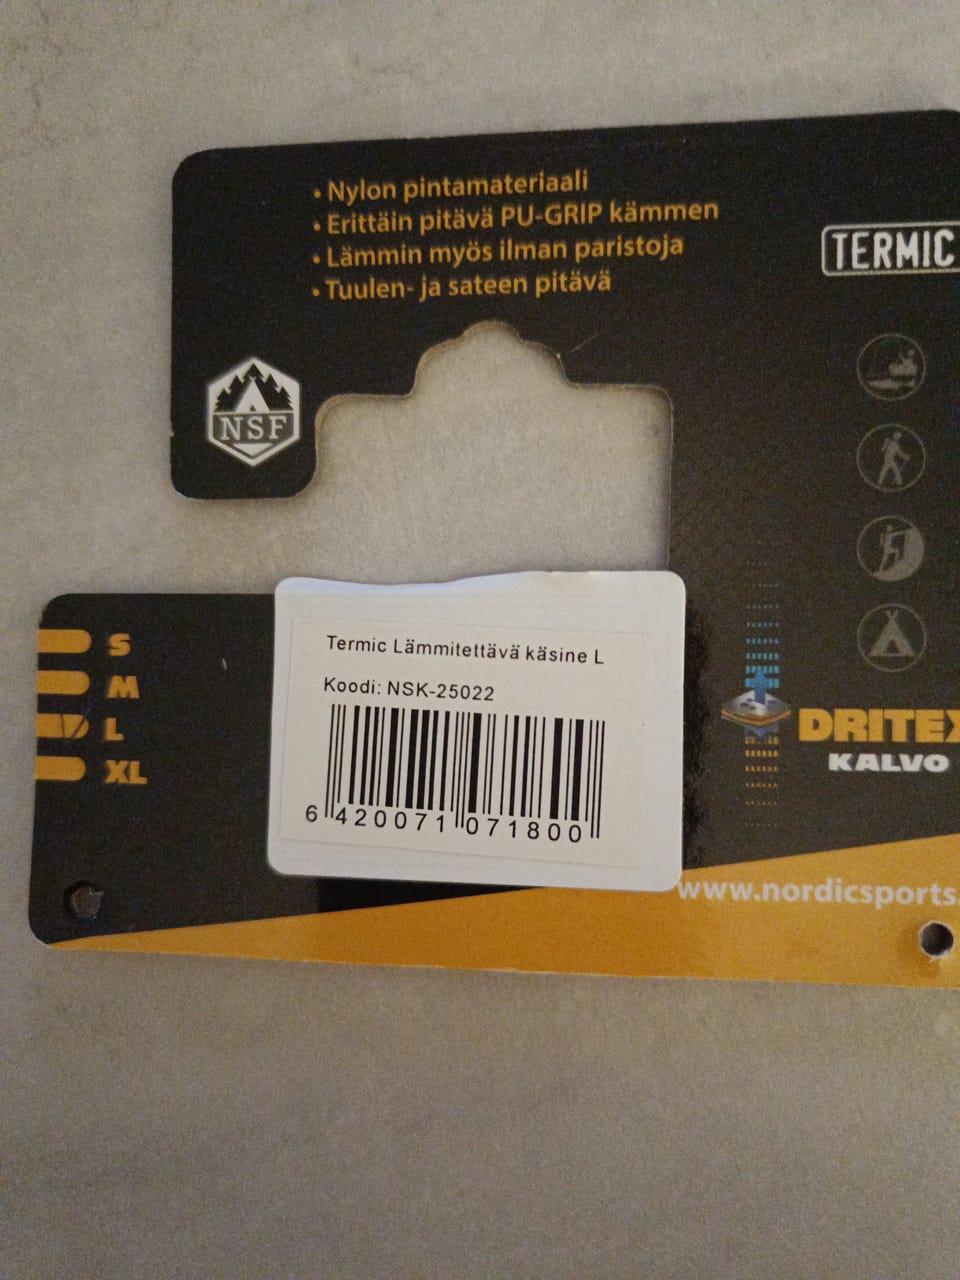 • Nylon pintamateriaali
• Erittäin pitävä PU-GRIP kämmen
• Lämmin myös ilman paristoja
• Tuulen- ja sateen pitävä
TERMIC
NSF
S
M
L
XL
Termic Lämmitettävä käsine L
Koodi: NSK-25022
6 420071 071800
DRITEX
KALVO
www.nordicsports.